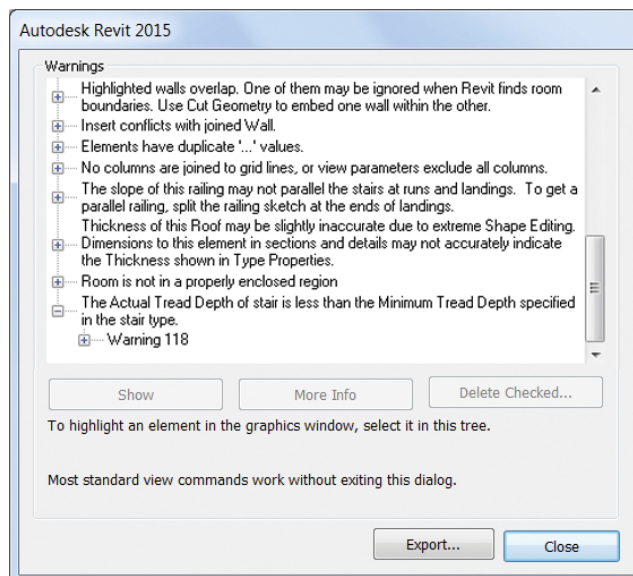 Autodesk Revit 2015
Warnings
Highlighted walls overlap. One of them may be ignored when Revit finds room
boundaries. Use Cut Geometry to embed one wall within the other.
Insert conflicts with joined Wall.
Elements have duplicate '...' values.
No columns are joined to grid lines, or view parameters exclude all columns.
The slope of this railing may not parallel the stairs at runs and landings.  To get a
parallel railing, split the railing sketch at the ends of landings.
Thickness of this Roof may be slightly inaccurate due to extreme Shape Editing.
Dimensions to this element in sections and details may not accurately indicate
the Thickness shown in Type Properties.
Room is not in a properly enclosed region
The Actual Tread Depth of stair is less than the Minimum Tread Depth specified
in the stair type.
Warning 118
Show
More Info
Delete Checked...
To highlight an element in the graphics window, select it in this tree.
Most standard view commands work without exiting this dialog.
Export...
Close